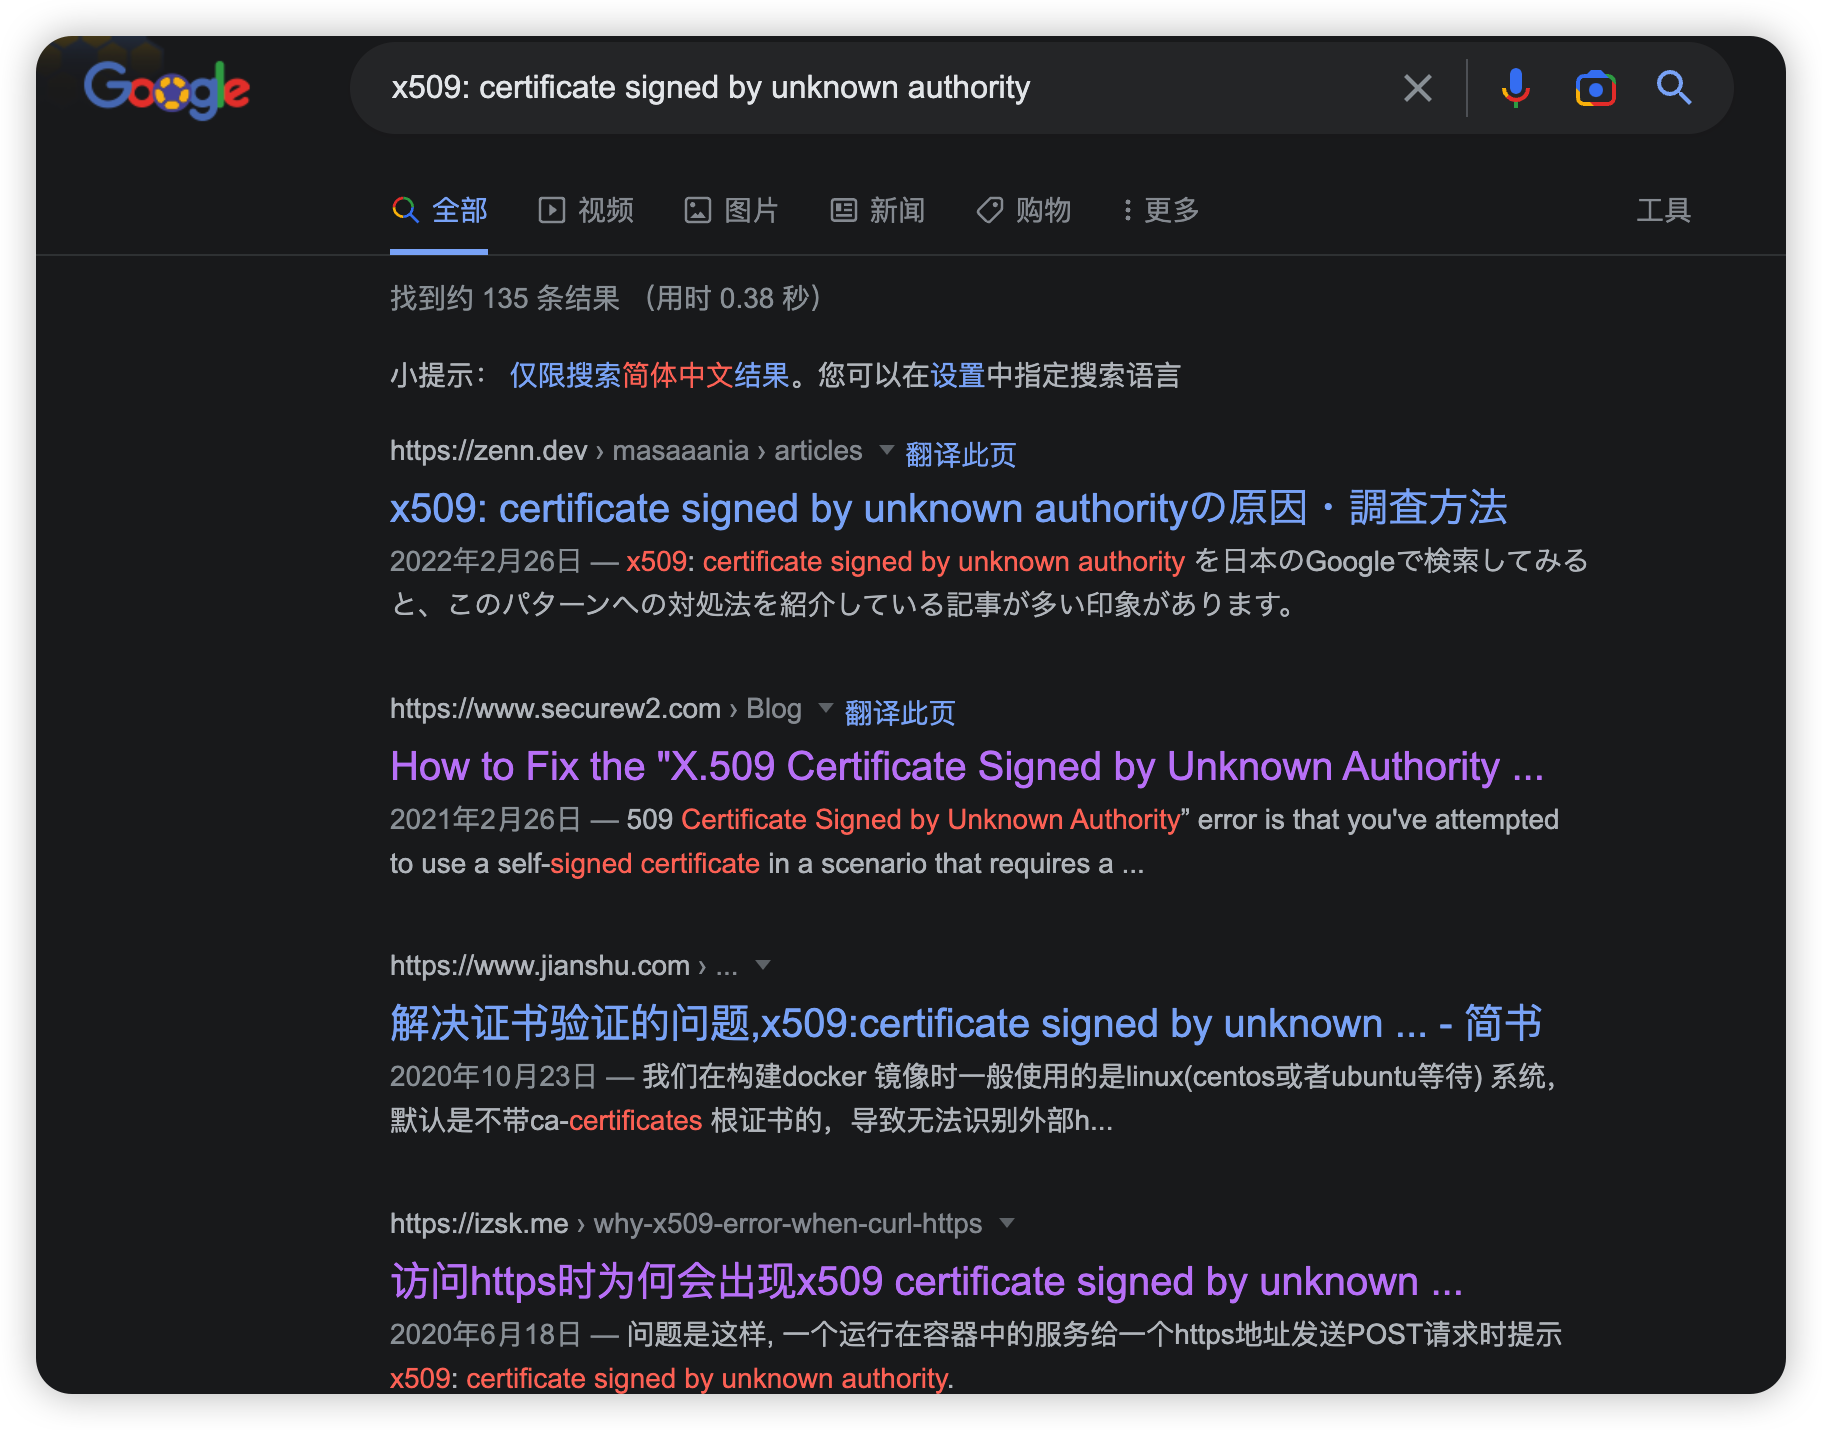 Google
x509: certificate signed by unknown authority
全部 视频 图片 新闻 购物 更多 工具
找到约 135 条结果 （用时 0.38 秒）
小提示： 仅限搜索简体中文结果。您可以在设置中指定搜索语言
https://zenn.dev › masaaania › articles 翻译此页
x509: certificate signed by unknown authorityの原因・調査方法
2022年2月26日 — x509: certificate signed by unknown authority を日本のGoogleで検索してみる
と、このパターンへの対処法を紹介している記事が多い印象があります。
https://www.securew2.com › Blog 翻译此页
How to Fix the "X.509 Certificate Signed by Unknown Authority ...
2021年2月26日 — 509 Certificate Signed by Unknown Authority” error is that you've attempted
to use a self-signed certificate in a scenario that requires a ...
https://www.jianshu.com › ...
解决证书验证的问题,x509:certificate signed by unknown ... - 简书
2020年10月23日 — 我们在构建docker 镜像时一般使用的是linux(centos或者ubuntu等待) 系统，
默认是不带ca-certificates 根证书的，导致无法识别外部h...
https://izsk.me › why-x509-error-when-curl-https
访问https时为何会出现x509 certificate signed by unknown ...
2020年6月18日 — 问题是这样, 一个运行在容器中的服务给一个https地址发送POST请求时提示
x509: certificate signed by unknown authority.